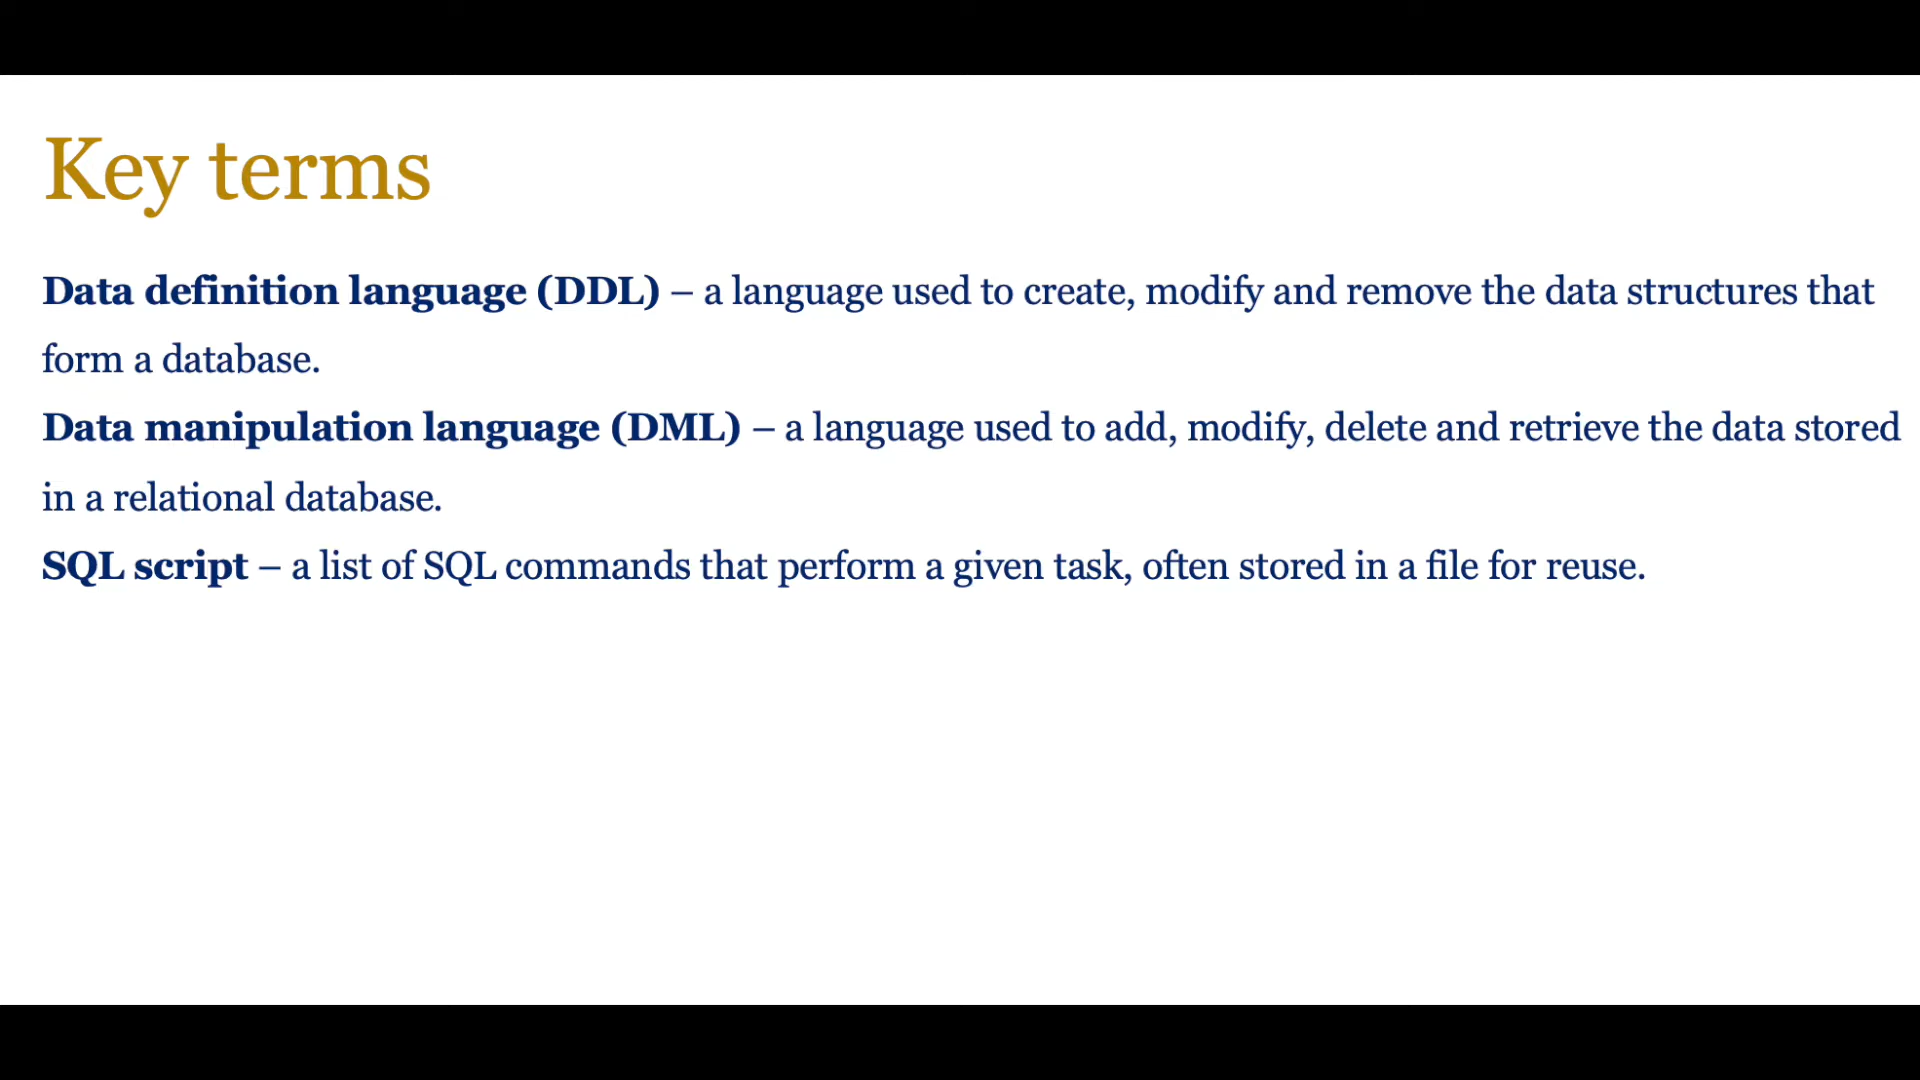 Key terms
Data definition language (DDL) – a language used to create, modify and remove the data structures that
form a database.
Data manipulation language (DML) – a language used to add, modify, delete and retrieve the data stored
in a relational database.
SQL script – a list of SQL commands that perform a given task, often stored in a file for reuse.